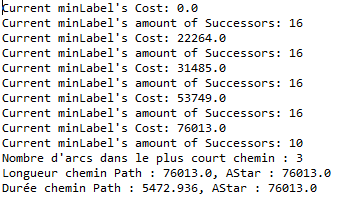 Current minLabel's Cost: 0.0
Current minLabel's amount of Successors: 16
Current minLabel's Cost: 22264.0
Current minLabel's amount of Successors: 16
Current minLabel's Cost: 31485.0
Current minLabel's amount of Successors: 16
Current minLabel's Cost: 53749.0
Current minLabel's amount of Successors: 16
Current minLabel's Cost: 76013.0
Current minLabel's amount of Successors: 10
Nombre d'arcs dans le plus court chemin : 3
Longueur chemin Path : 76013.0, AStar : 76013.0
Durée chemin Path : 5472.936, AStar : 76013.0